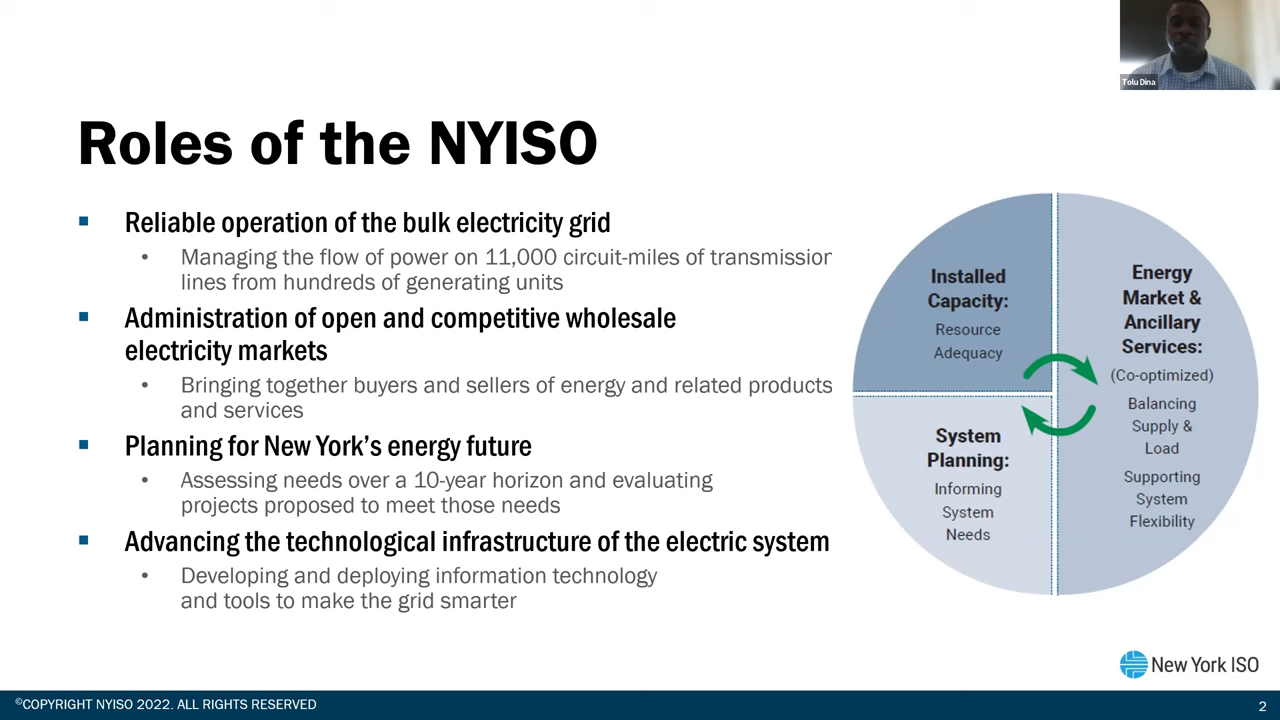 Tolu Dina
Roles of the NYISO
▪ Reliable operation of the bulk electricity grid
• Managing the flow of power on 11,000 circuit-miles of transmission
lines from hundreds of generating units
▪ Administration of open and competitive wholesale
electricity markets
• Bringing together buyers and sellers of energy and related products
and services
▪ Planning for New York's energy future
• Assessing needs over a 10-year horizon and evaluating
projects proposed to meet those needs
▪ Advancing the technological infrastructure of the electric system
• Developing and deploying information technology
and tools to make the grid smarter
Installed
Capacity:
Resource
Adequacy
Energy
Market &
Ancillary
Services:
(Co-optimized)
Balancing
Supply &
Load
Supporting
System
Flexibility
System
Planning:
Informing
System
Needs
New York ISO
©COPYRIGHT NYISO 2022. ALL RIGHTS RESERVED
2